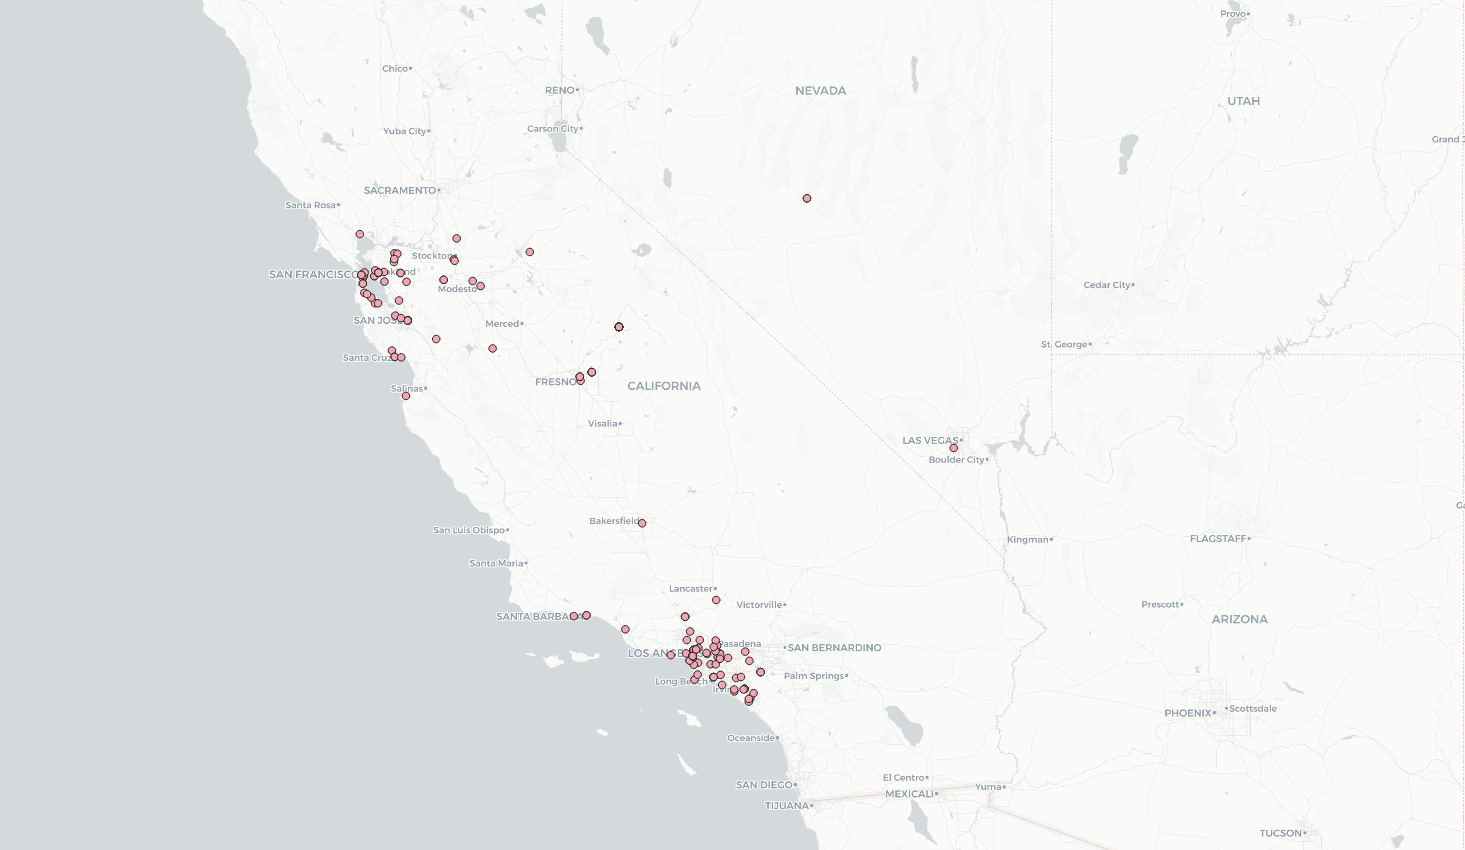 Provo
Chico
RENO
NEVADA
UTAH
Yuba City
Carson City
Grand J
SACRAMENTO
Santa Rosa
Stockton
SAN FRANCISCO
Cedar City
Modesto
SAN JOSE
Merced
St. George
Santa Cruz
FRESNO
CALIFORNIA
Salinas
Visalia
LAS VEGAS
Boulder City
Bakersfield
San Luis Obispo
Kingman
FLAGSTAFF
Santa Maria
Lancaster
Victorville
Prescott
SANTA BARBARA
ARIZONA
Pasadena
LOS ANGELES
SAN BERNARDINO
Long Beach
Palm Springs
PHOENIX
Scottsdale
Oceanside
El Centro
SAN DIEGO
MEXICALI
Yuma
TIJUANA
TUCSON